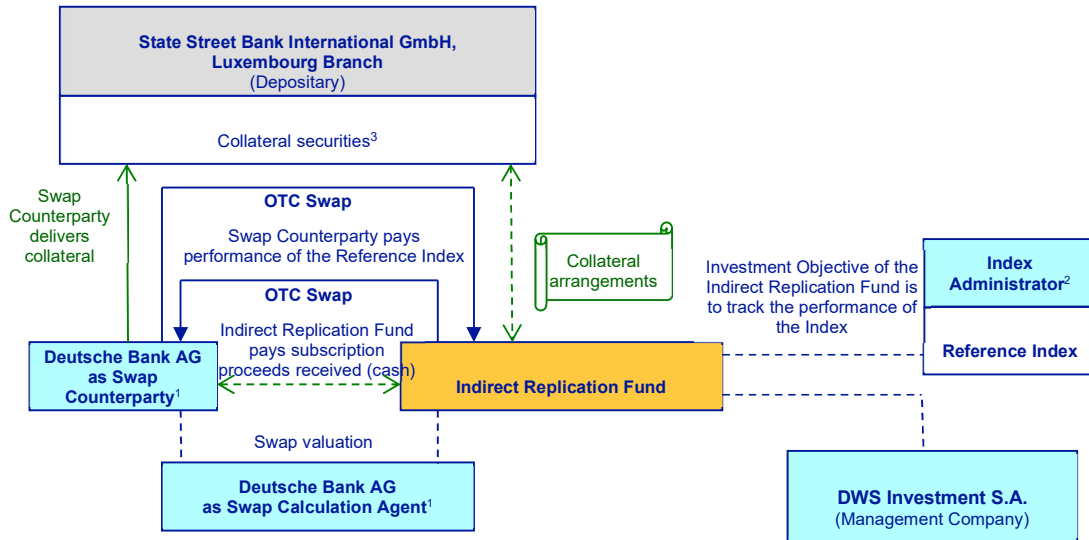 State Street Bank International GmbH,
Luxembourg Branch
(Depositary)
Collateral securities³
Swap
Counterparty
delivers
collateral
OTC Swap
Swap Counterparty pays
performance of the Reference Index
OTC Swap
Indirect Replication Fund
pays subscription
proceeds received (cash)
Collateral
arrangements
Investment Objective of the
Indirect Replication Fund is
to track the performance of
the Index
Index
Administrator²
Reference Index
Deutsche Bank AG
as Swap
Counterparty¹
Indirect Replication Fund
Swap valuation
Deutsche Bank AG
as Swap Calculation Agent¹
DWS Investment S.A.
(Management Company)